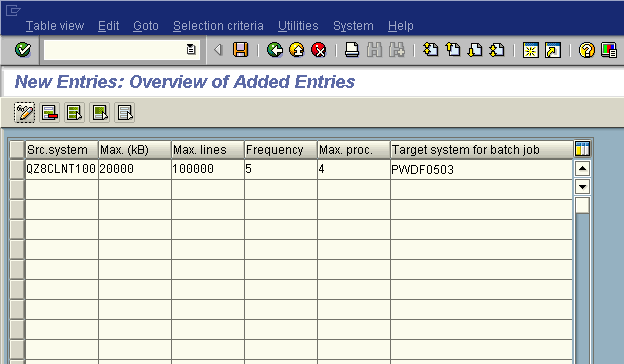 Table view Edit Goto Selection criteria Utilities System Help
New Entries: Overview of Added Entries
Src.system Max. (kB) Max. lines Frequency Max. proc. Target system for batch job
QZ8CLNT100 20000 100000 5 4 PWDF0503